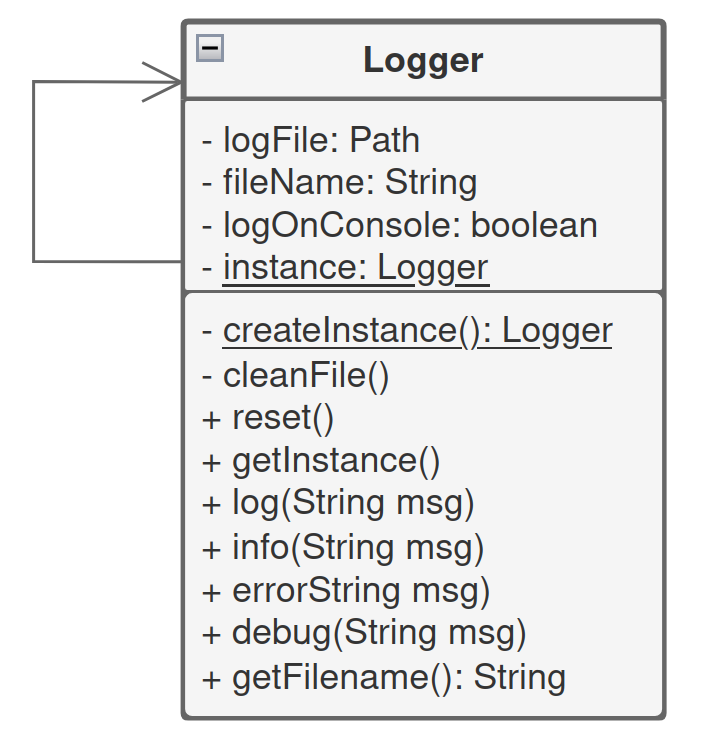 Logger
- logFile: Path
- fileName: String
- logOnConsole: boolean
- instance: Logger
- createInstance(): Logger
- cleanFile()
+ reset()
+ getInstance()
+ log(String msg)
+ info(String msg)
+ errorString msg)
+ debug(String msg)
+ getFilename(): String